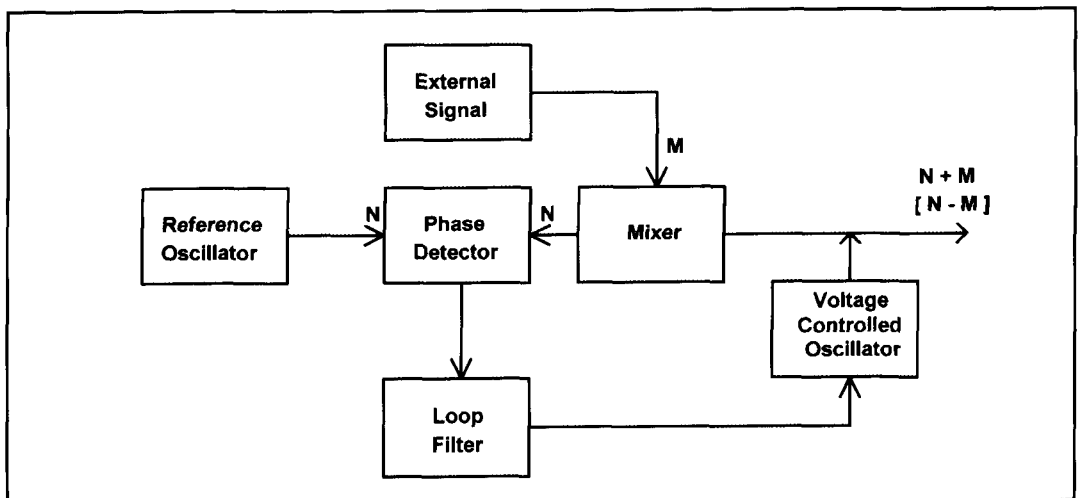 External
Signal
M
N + M
[ N - M ]
Reference
Oscillator
N
Phase
Detector
N
Mixer
Voltage
Controlled
Oscillator
Loop
Filter